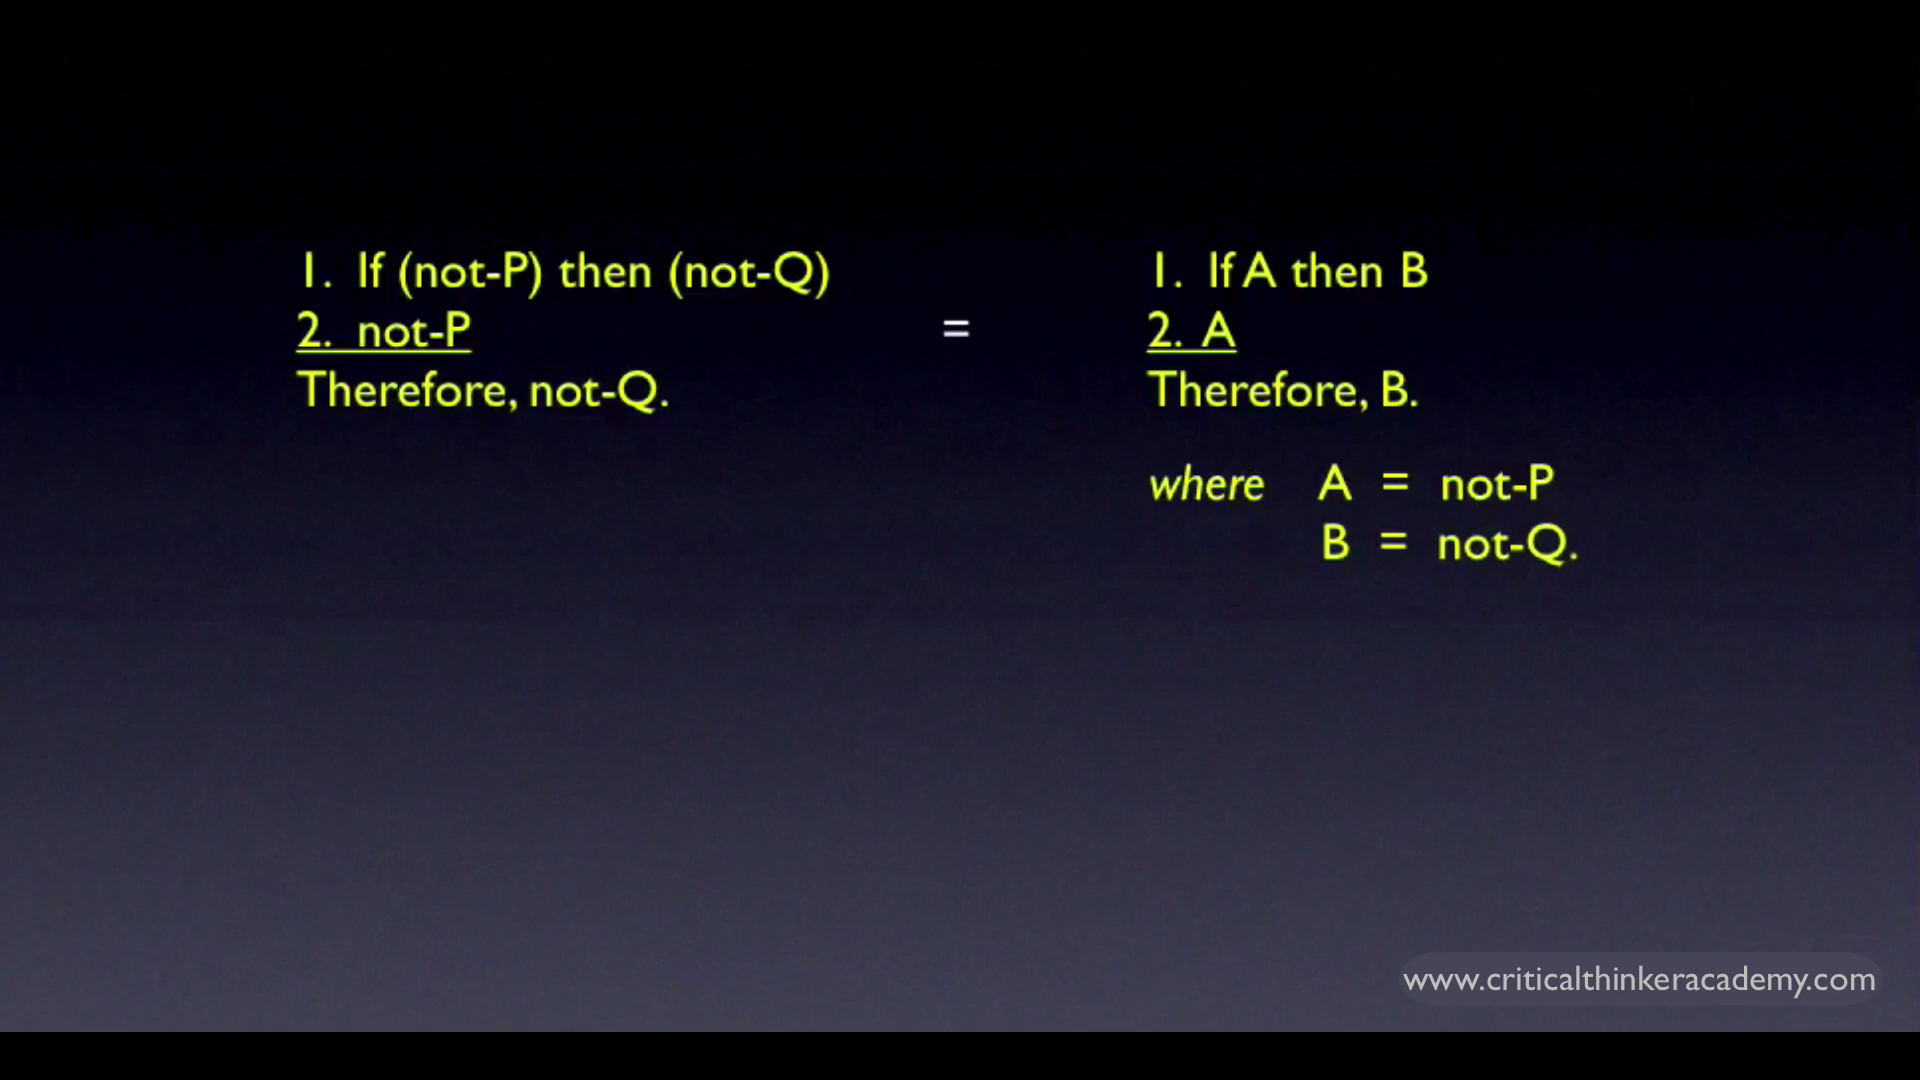 1. If (not-P) then (not-Q)
2. not-P
Therefore, not-Q.
=
1. If A then B
2. A
Therefore, B.
where A = not-P
B = not-Q.
www.criticalthinkeracademy.com